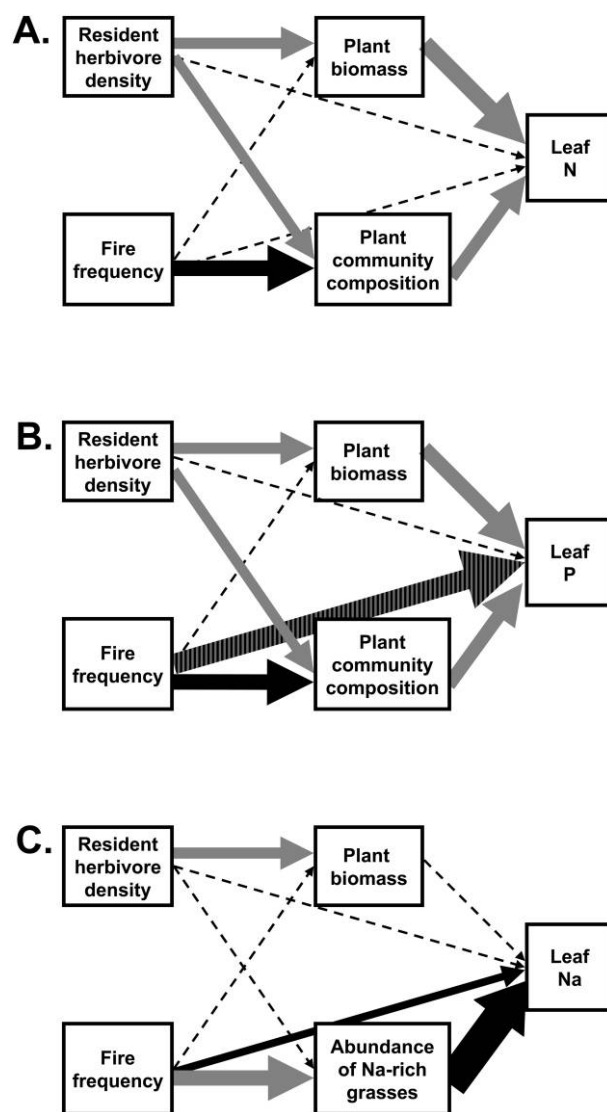 A.
Resident
herbivore
density
Plant
biomass
Leaf
N
Fire
frequency
Plant
community
composition
B.
Resident
herbivore
density
Plant
biomass
Leaf
P
Fire
frequency
Plant
community
composition
C.
Resident
herbivore
density
Plant
biomass
Leaf
Na
Fire
frequency
Abundance
of Na-rich
grasses